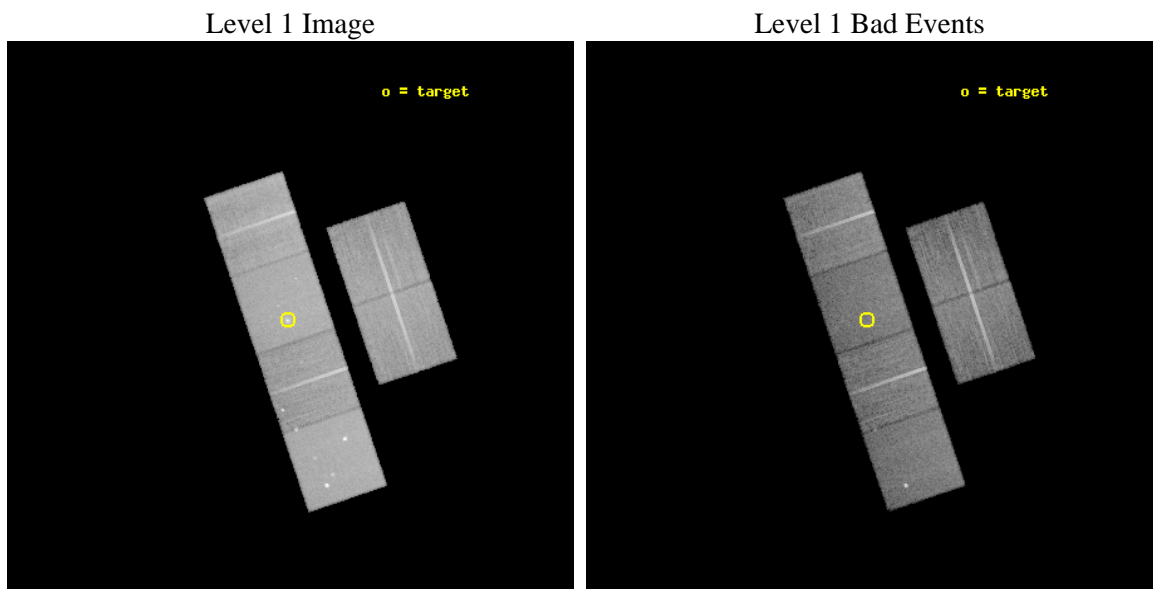 Level 1 Image
Level 1 Bad Events
o = target
o = target